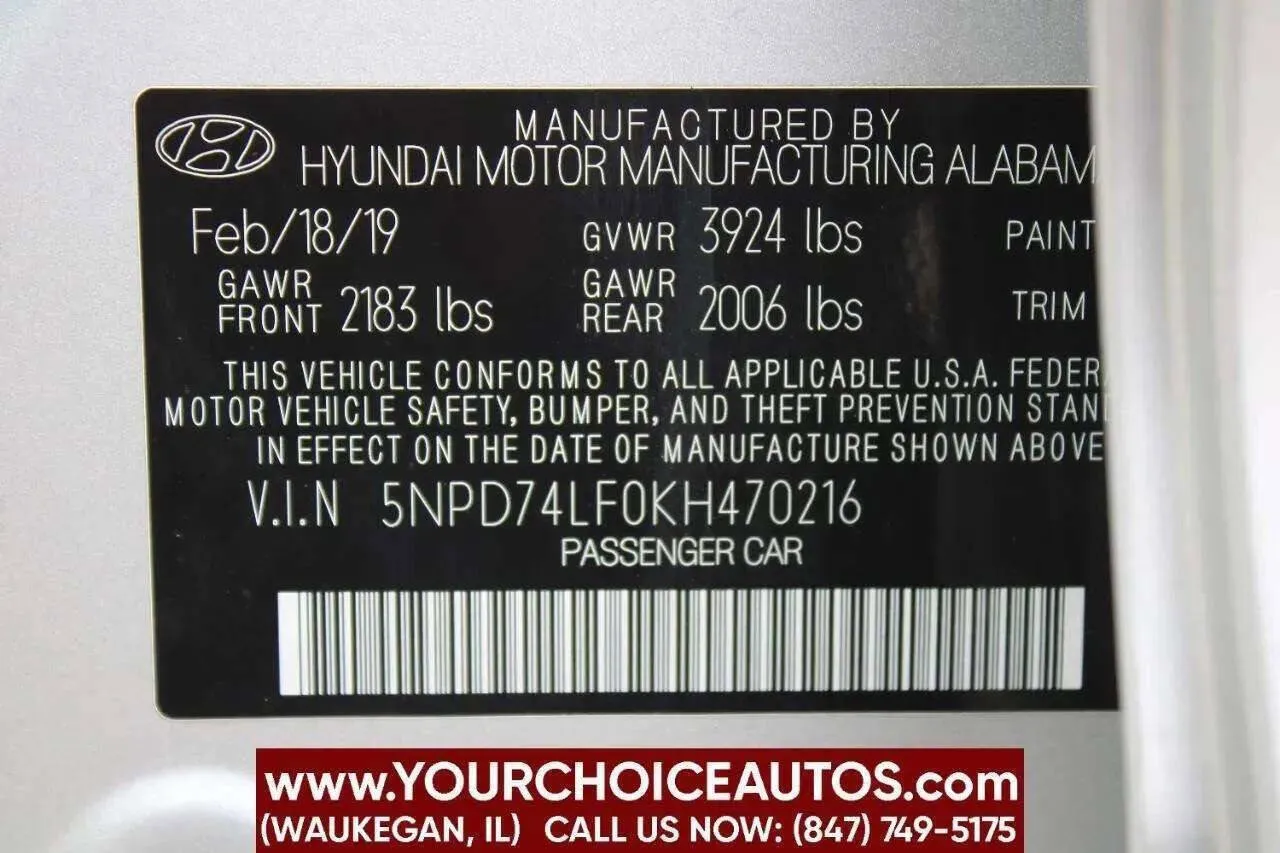 MANUFACTURED BY
HYUNDAI MOTOR MANUFACTURING ALABAM
Feb/18/19 GVWR 3924 lbs PAINT
GAWR FRONT 2183 lbs GAWR REAR 2006 lbs TRIM
THIS VEHICLE CONFORMS TO ALL APPLICABLE U.S.A. FEDERA
MOTOR VEHICLE SAFETY, BUMPER, AND THEFT PREVENTION STAND
IN EFFECT ON THE DATE OF MANUFACTURE SHOWN ABOVE
V.I.N 5NPD74LF0KH470216
PASSENGER CAR
www.YOURCHOICEAUTOS.com
(WAUKEGAN, IL) CALL US NOW: (847) 749-5175